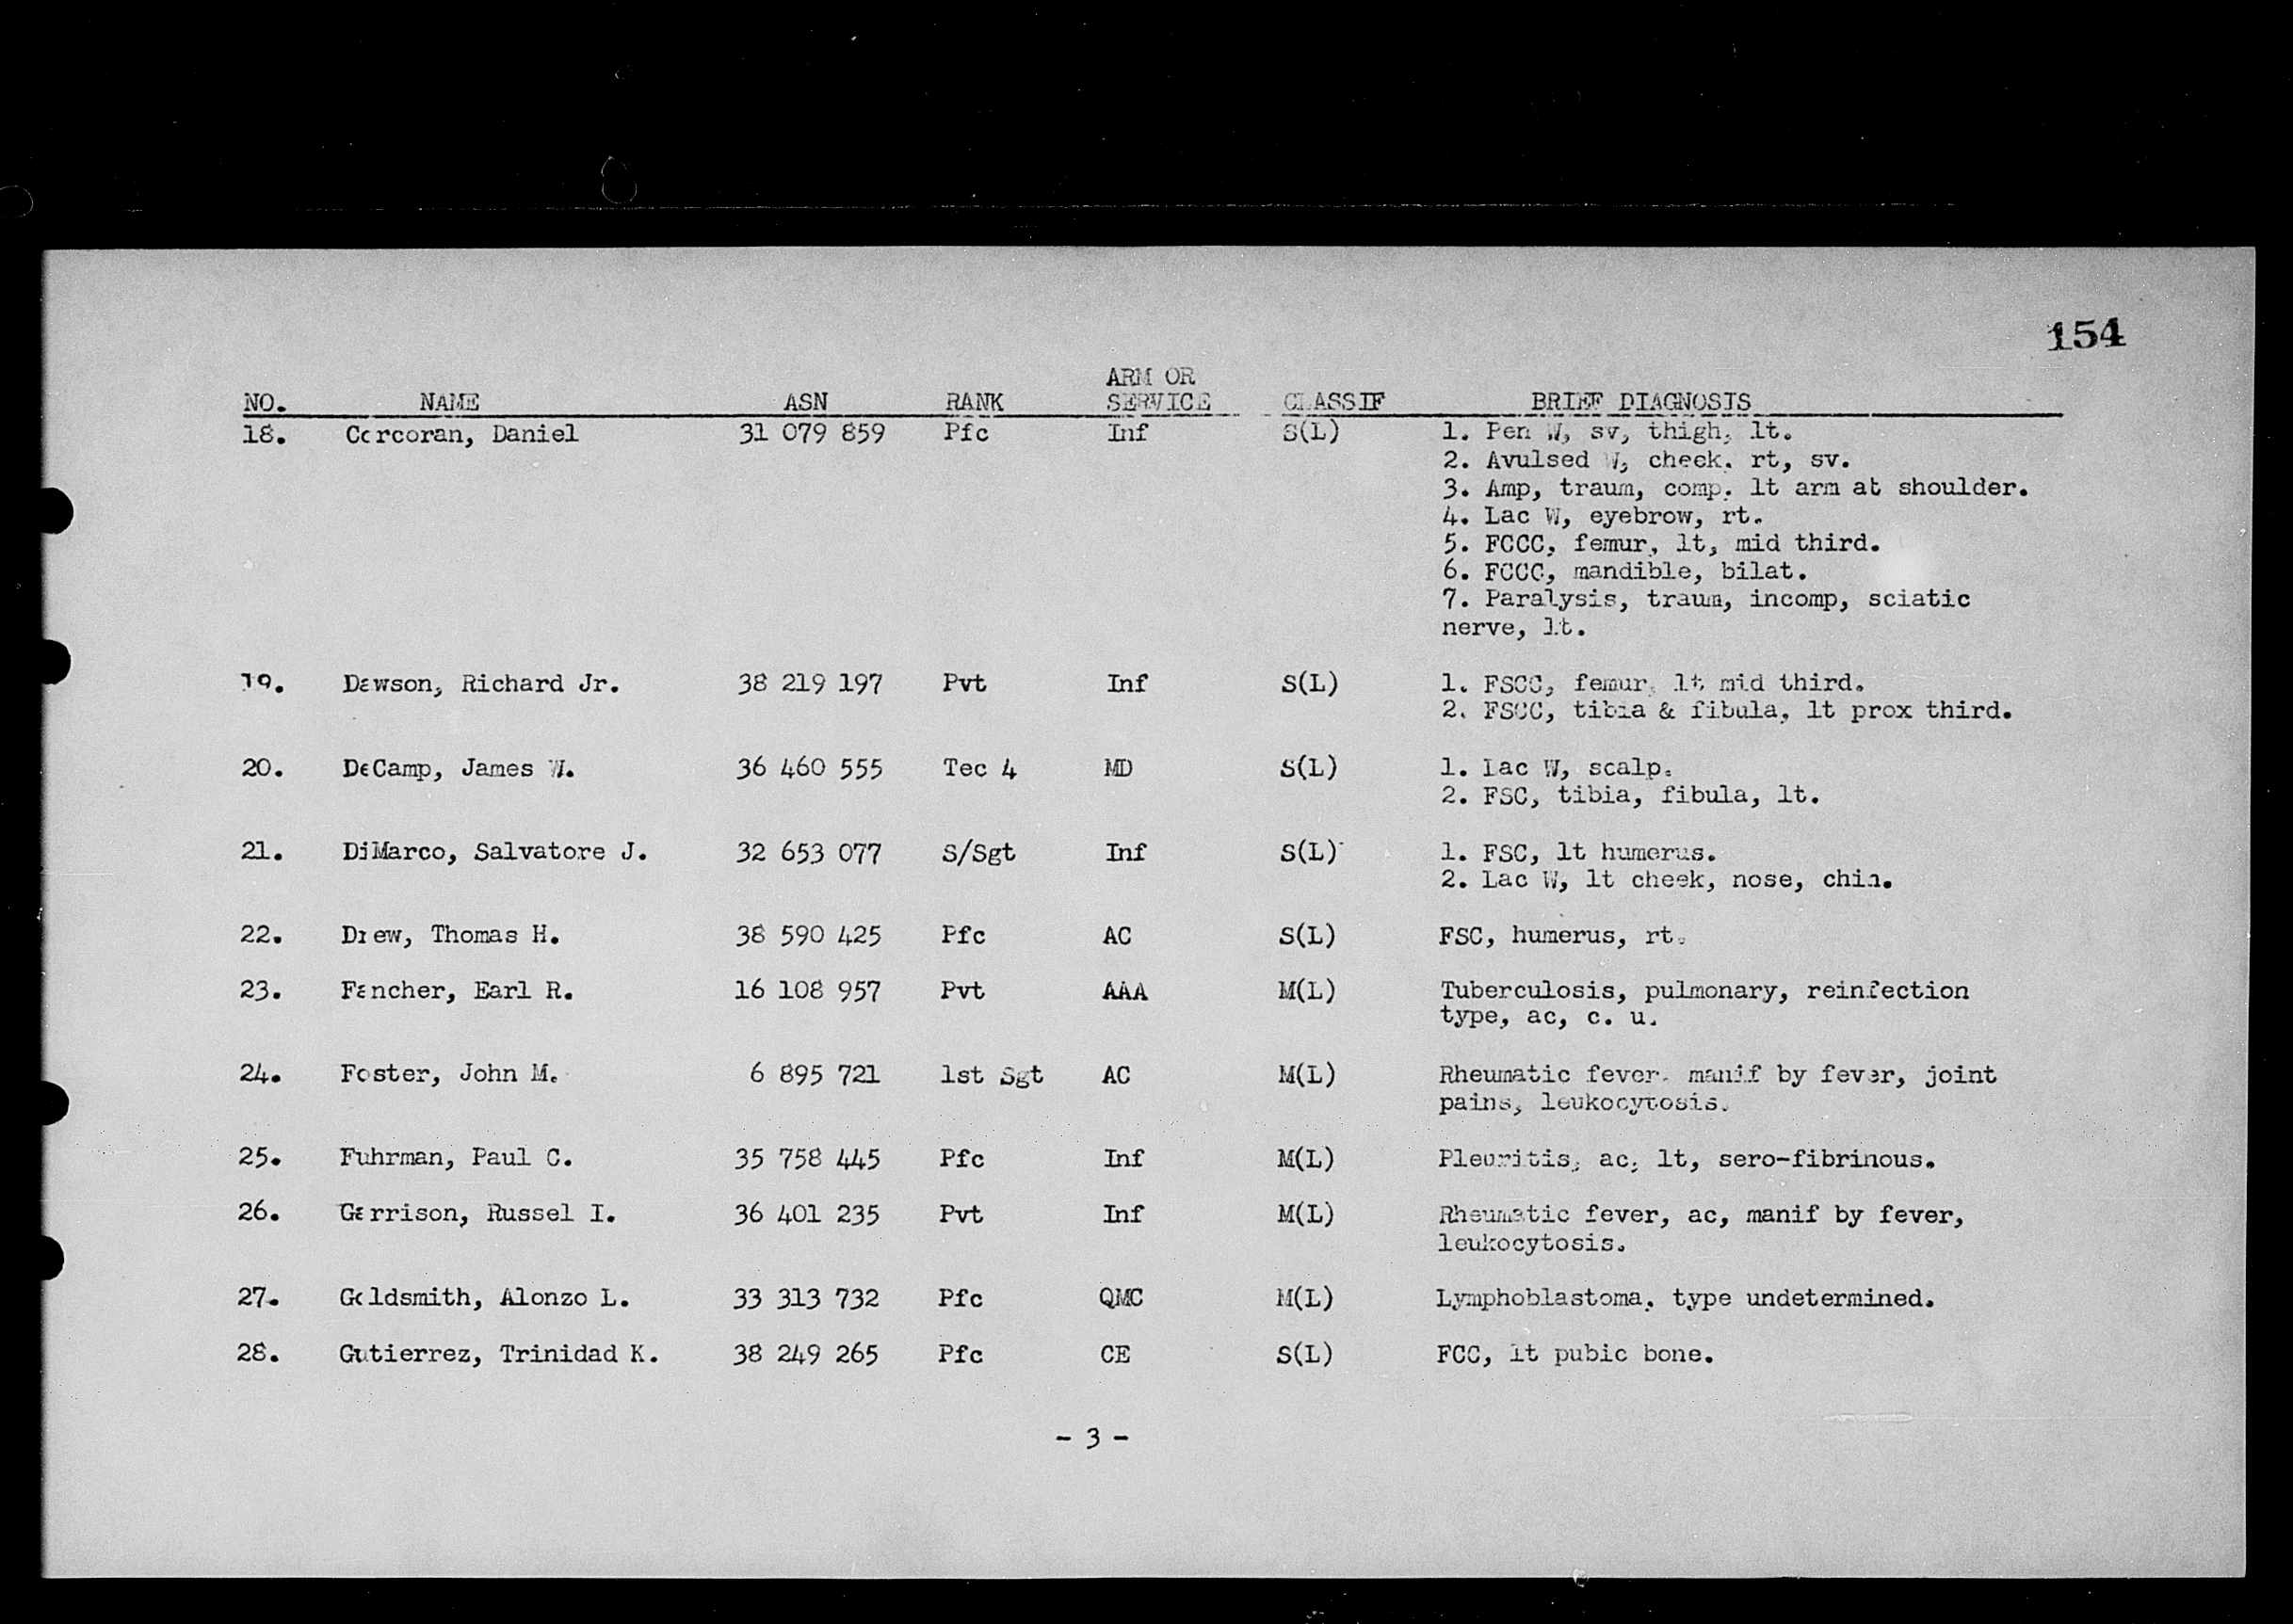 154
ARM OR
NO. NAME ASN RANK SERVICE CLASSIF BRIEF DIAGNOSIS
18. Corcoran, Daniel 31 079 859 Pfc Inf S(L) 1. Pen W, sv, thigh, lt.
2. Avulsed W, cheek, rt, sv.
3. Amp, traum, comp, lt arm at shoulder.
4. Lac W, eyebrow, rt.
5. FCCC, femur, lt, mid third.
6. FCCC, mandible, bilat.
7. Paralysis, traum, incomp, sciatic
nerve, lt.
19. Dawson, Richard Jr. 38 219 197 Pvt Inf S(L) 1. FSCC, femur, lt mid third.
2. FSCC, tibia & fibula, lt prox third.
20. DeCamp, James W. 36 460 555 Tec 4 MD S(L) 1. Lac W, scalp.
2. FSC, tibia, fibula, lt.
21. DiMarco, Salvatore J. 32 653 077 S/Sgt Inf S(L) 1. FSC, lt humerus.
2. Lac W, lt cheek, nose, chin.
22. Drew, Thomas H. 38 590 425 Pfc AC S(L) FSC, humerus, rt.
23. Fancher, Earl R. 16 108 957 Pvt AAA M(L) Tuberculosis, pulmonary, reinfection
type, ac, c. u.
24. Foster, John M. 6 895 721 1st Sgt AC M(L) Rheumatic fever, manif by fever, joint
pains, leukocytosis.
25. Fuhrman, Paul C. 35 758 445 Pfc Inf M(L) Pleuritis, ac, lt, sero-fibrinous.
26. Garrison, Russel I. 36 401 235 Pvt Inf M(L) Rheumatic fever, ac, manif by fever,
leukocytosis.
27. Goldsmith, Alonzo L. 33 313 732 Pfc QMC M(L) Lymphoblastoma, type undetermined.
28. Gutierrez, Trinidad K. 38 249 265 Pfc CE S(L) FCC, lt pubic bone.
- 3 -